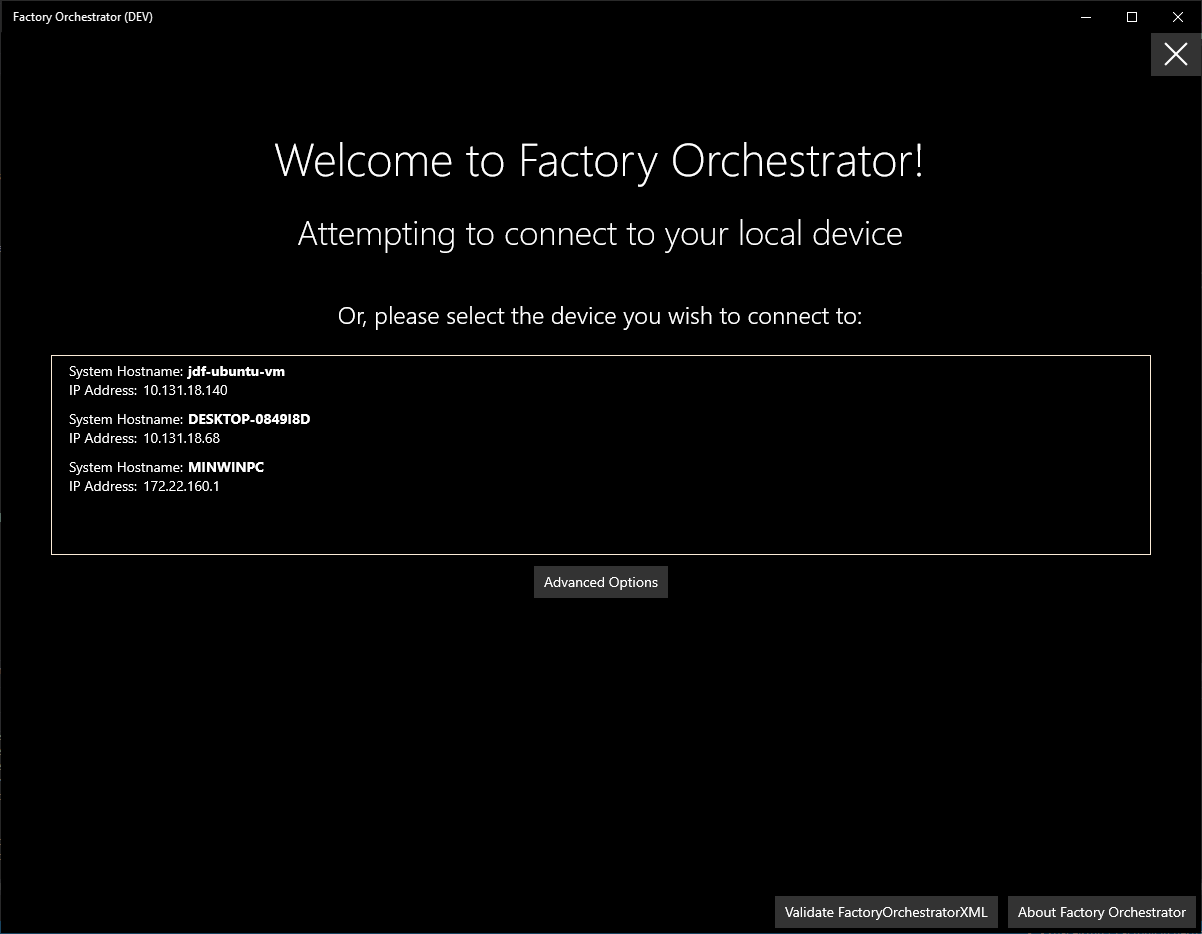 Factory Orchestrator (DEV)
Welcome to Factory Orchestrator!
Attempting to connect to your local device
Or, please select the device you wish to connect to:
System Hostname: jdf-ubuntu-vm
IP Address: 10.131.18.140
System Hostname: DESKTOP-0849I8D
IP Address: 10.131.18.68
System Hostname: MINWINPC
IP Address: 172.22.160.1
Advanced Options
Validate FactoryOrchestratorXML
About Factory Orchestrator